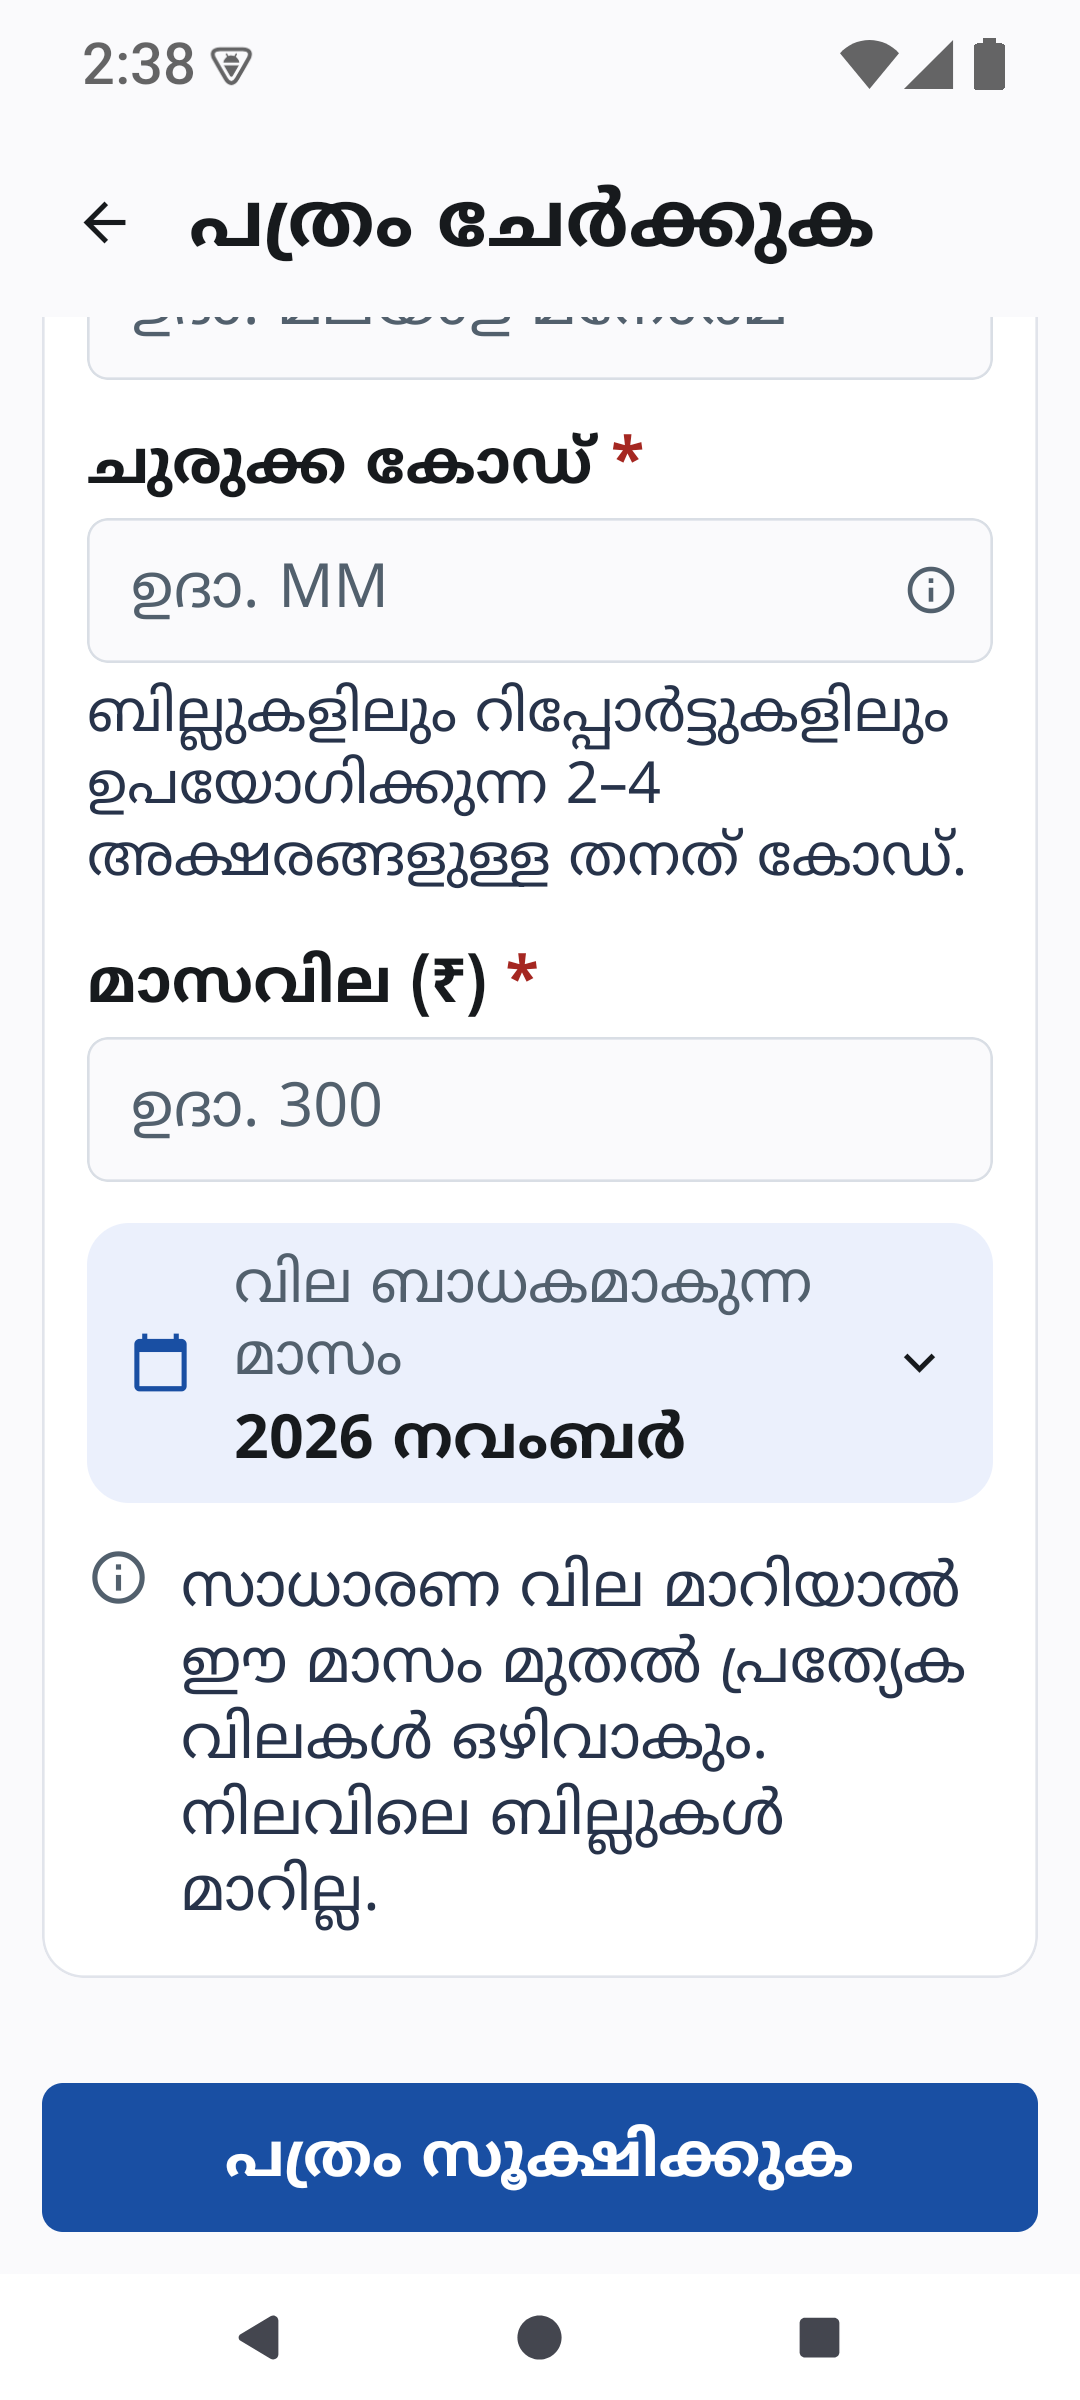 2:38
പത്രം ചേർക്കുക
ചുരുക്ക കോഡ് *
ഉദാ. MM
ബില്ലുകളിലും റിപ്പോർട്ടുകളിലും
ഉപയോഗിക്കുന്ന 2–4
അക്ഷരങ്ങളുള്ള തനത് കോഡ്.
മാസവില (₹) *
ഉദാ. 300
വില ബാധകമാകുന്ന
മാസം
2026 നവംബർ
സാധാരണ വില മാറിയാൽ
ഈ മാസം മുതൽ പ്രത്യേക
വിലകൾ ഒഴിവാകും.
നിലവിലെ ബില്ലുകൾ
മാറില്ല.
പത്രം സൂക്ഷിക്കുക